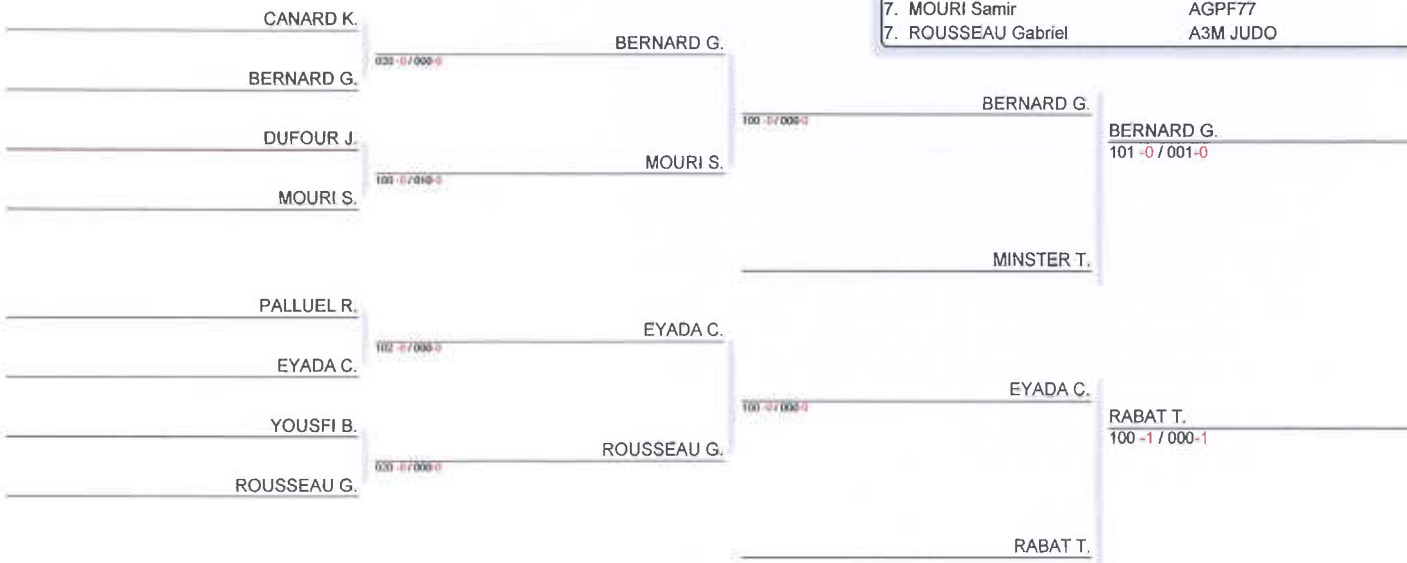 7. MOURI Samir AGPF77
7. ROUSSEAU Gabriel A3M JUDO
CANARD K.
BERNARD G.
020 -0 / 000-0
BERNARD G.
BERNARD G.
100 -0 / 000-0
BERNARD G.
101 -0 / 001-0
DUFOUR J.
MOURI S.
100 -0 / 010-0
MOURI S.
MINSTER T.
PALLUEL R.
EYADA C.
102 -0 / 000-0
EYADA C.
EYADA C.
100 -0 / 000-0
RABAT T.
100 -1 / 000-1
YOUSFI B.
ROUSSEAU G.
020 -0 / 000-0
ROUSSEAU G.
RABAT T.